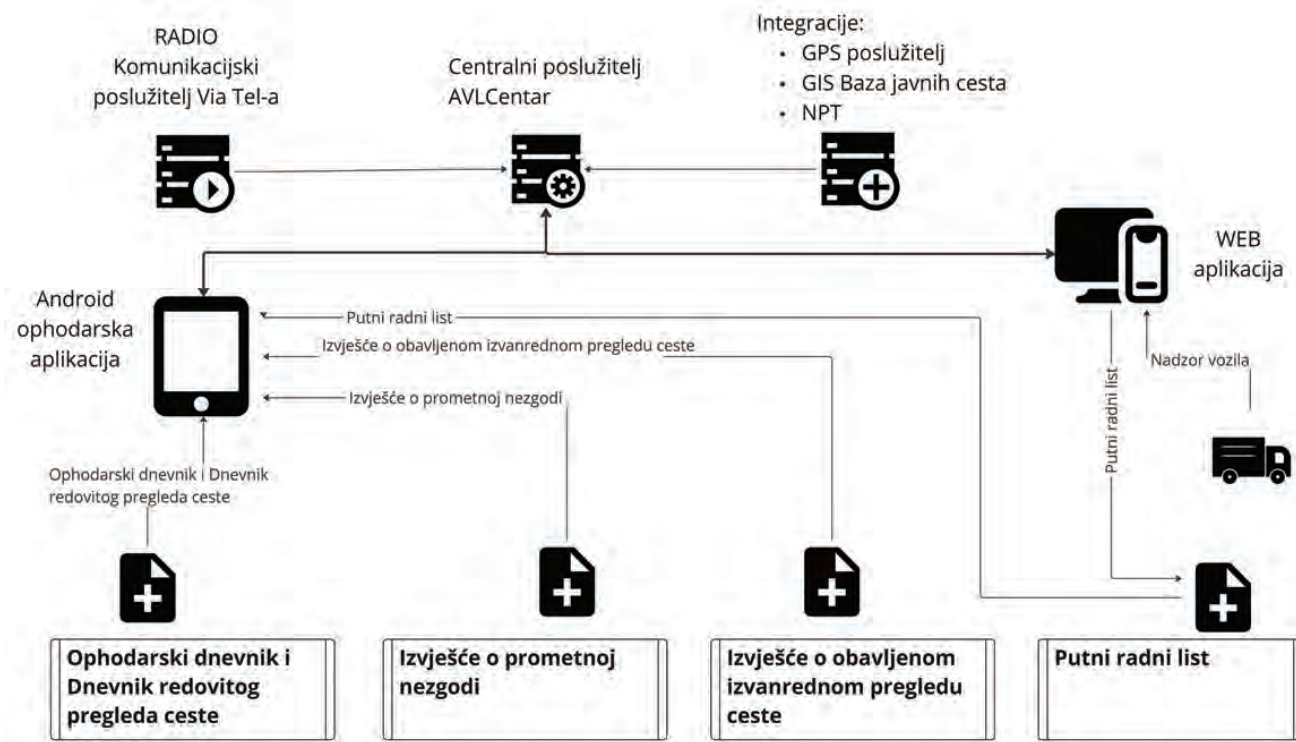 RADIO
Komunikacijski
poslužitelj Via Tel-a
Centralni poslužitelj
AVLCentar
Integracije:
• GPS poslužitelj
• GIS Baza javnih cesta
• NPT
WEB
aplikacija
Android
ophodarska
aplikacija
Putni radni list
Izvješće o obavljenom izvanrednom pregledu ceste
Izvješće o prometnoj nezgodi
Nadzor vozila
Putni radni list
Ophodarski dnevnik i Dnevnik
redovitog pregleda ceste
Ophodarski dnevnik i
Dnevnik redovitog
pregleda ceste
Izvješće o prometnoj
nezgodi
Izvješće o obavljenom
izvanrednom pregledu
ceste
Putni radni list